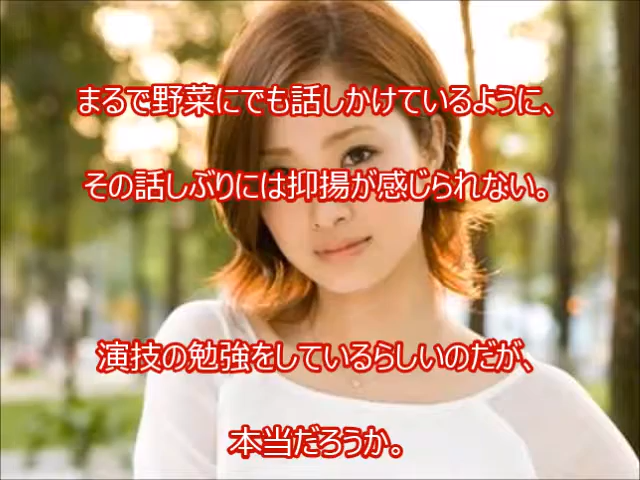 まるで野菜にでも話しかけているように、
その話しぶりには抑揚が感じられない。
演技の勉強をしているらしいのだが、
本当だろうか。